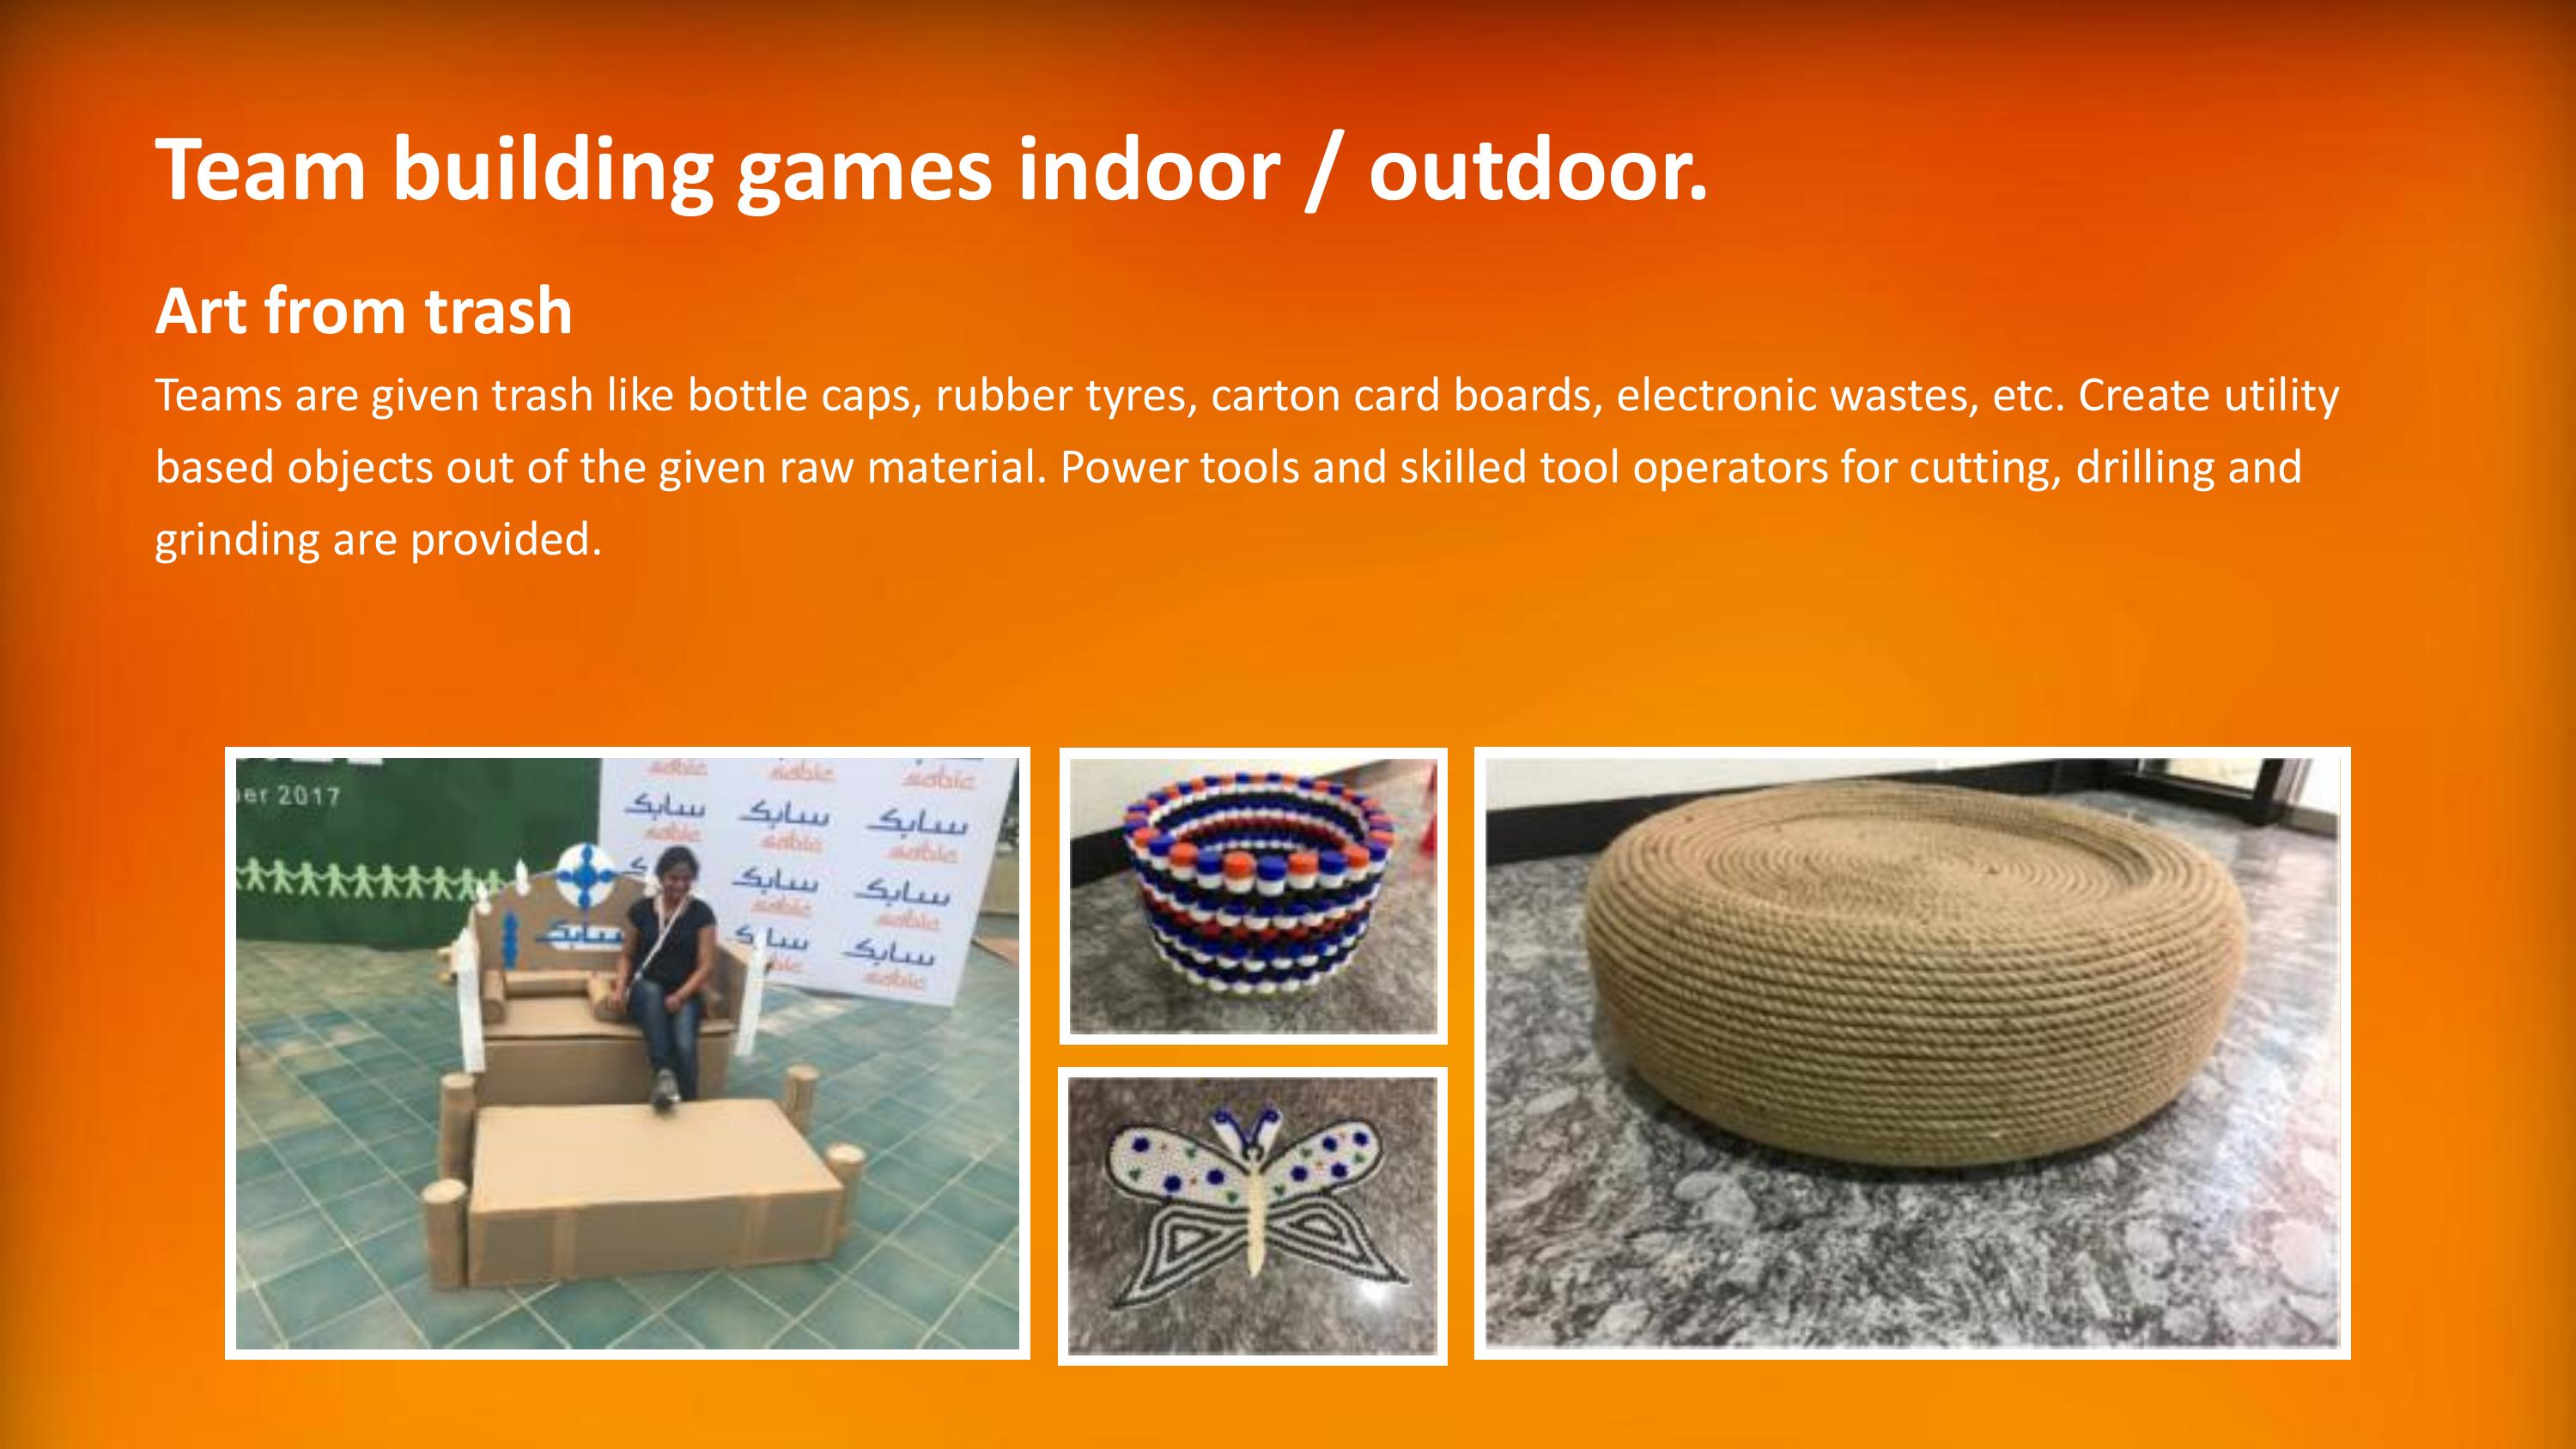 Team building games indoor / outdoor.
Art from trash
Teams are given trash like bottle caps, rubber tyres, carton card boards, electronic wastes, etc. Create utility
based objects out of the given raw material. Power tools and skilled tool operators for cutting, drilling and
grinding are provided.
2017
sabic sabic sabic
سابك سابك سابك
sabic sabic sabic
سابك سابك
sabic sabic
سابك
سابك سابك
sabic